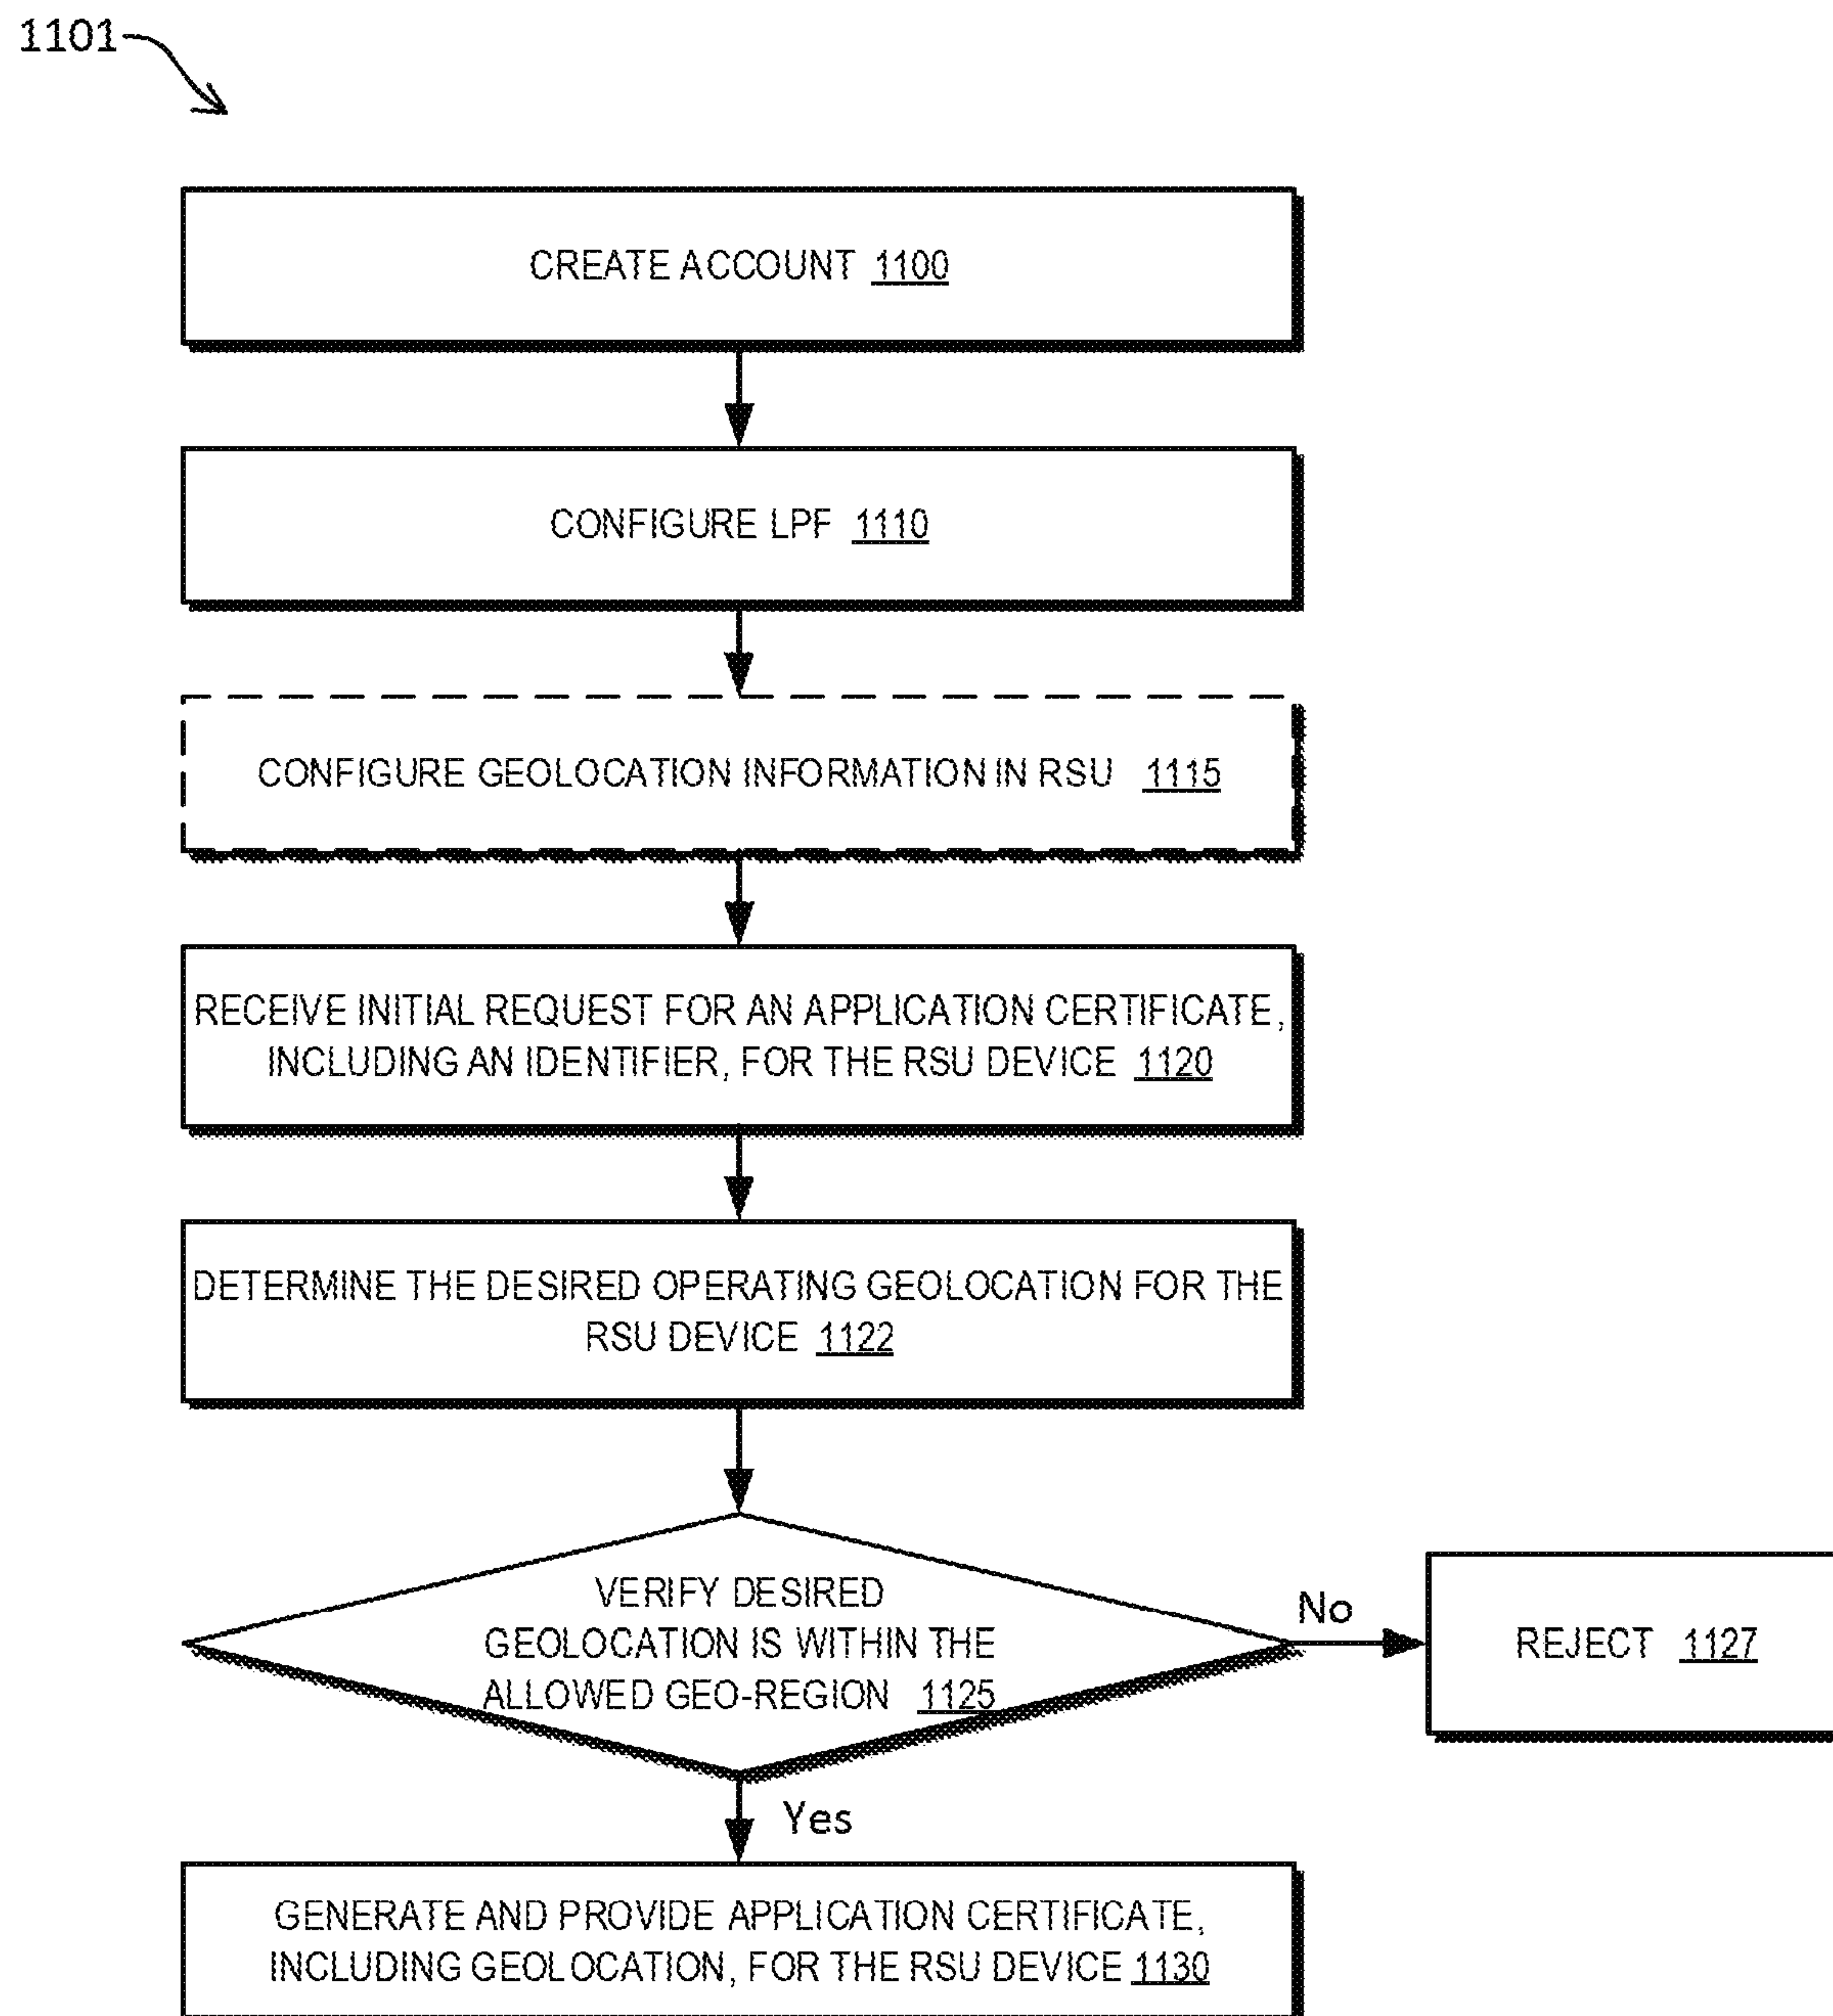 1101
CREATE ACCOUNT 1100
CONFIGURE LPF 1110
CONFIGURE GEOLOCATION INFORMATION IN RSU 1115
RECEIVE INITIAL REQUEST FOR AN APPLICATION CERTIFICATE,
INCLUDING AN IDENTIFIER, FOR THE RSU DEVICE 1120
DETERMINE THE DESIRED OPERATING GEOLOCATION FOR THE
RSU DEVICE 1122
VERIFY DESIRED
GEOLOCATION IS WITHIN THE
ALLOWED GEO-REGION 1125
No
REJECT 1127
Yes
GENERATE AND PROVIDE APPLICATION CERTIFICATE,
INCLUDING GEOLOCATION, FOR THE RSU DEVICE 1130